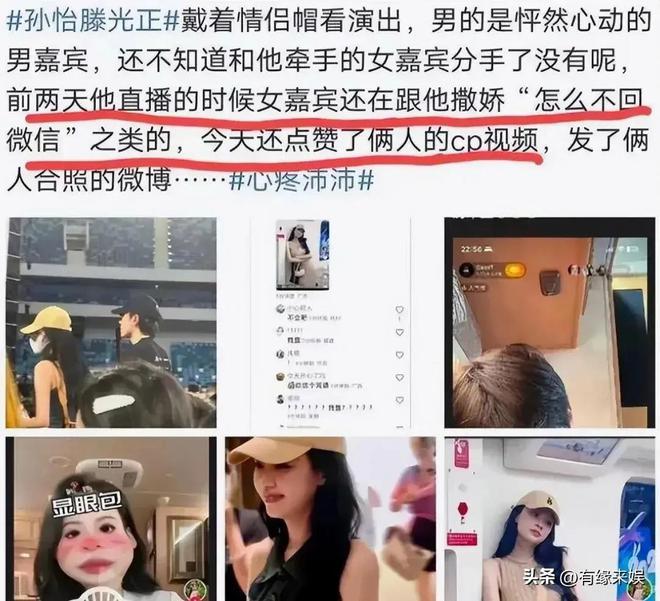 #孙怡滕光正#戴着情侣帽看演出，男的是怦然心动的
男嘉宾，还不知道和他牵手的女嘉宾分手了没有呢，
前两天他直播的时候女嘉宾还在跟他撒娇“怎么不回
微信”之类的，今天还点赞了俩人的cp视频，发了俩
人合照的微博……#心疼沛沛#
22:56
显眼包
头条 @有缘来娱